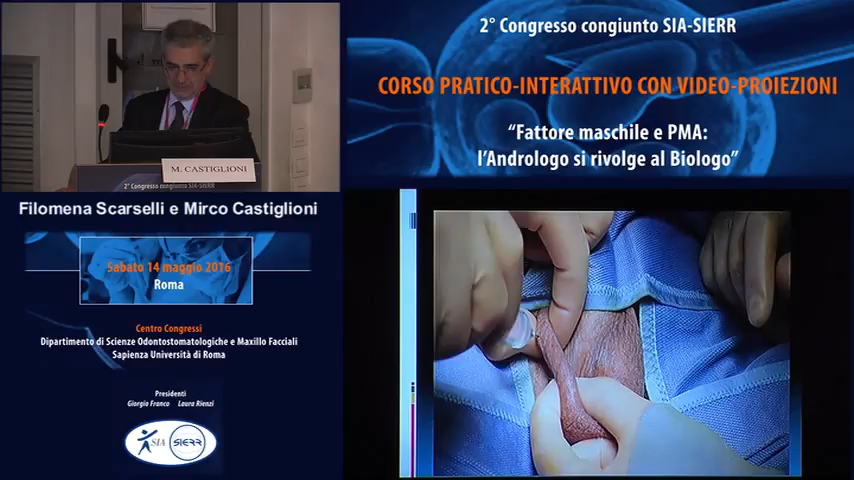 2° Congresso congiunto SIA-SIERR
CORSO PRATICO-INTERATTIVO CON VIDEO-PROIEZIONI
"Fattore maschile e PMA:
l'Andrologo si rivolge al Biologo"
M. CASTIGLIONI
2° Congresso congiunto SIA-SIERR
Filomena Scarselli e Mirco Castiglioni
Sabato 14 maggio 2016
Roma
Centro Congressi
Dipartimento di Scienze Odontostomatologiche e Maxillo Facciali
Sapienza Università di Roma
Presidenti
Giorgio Franco Laura Rienzi
SIA SIERR